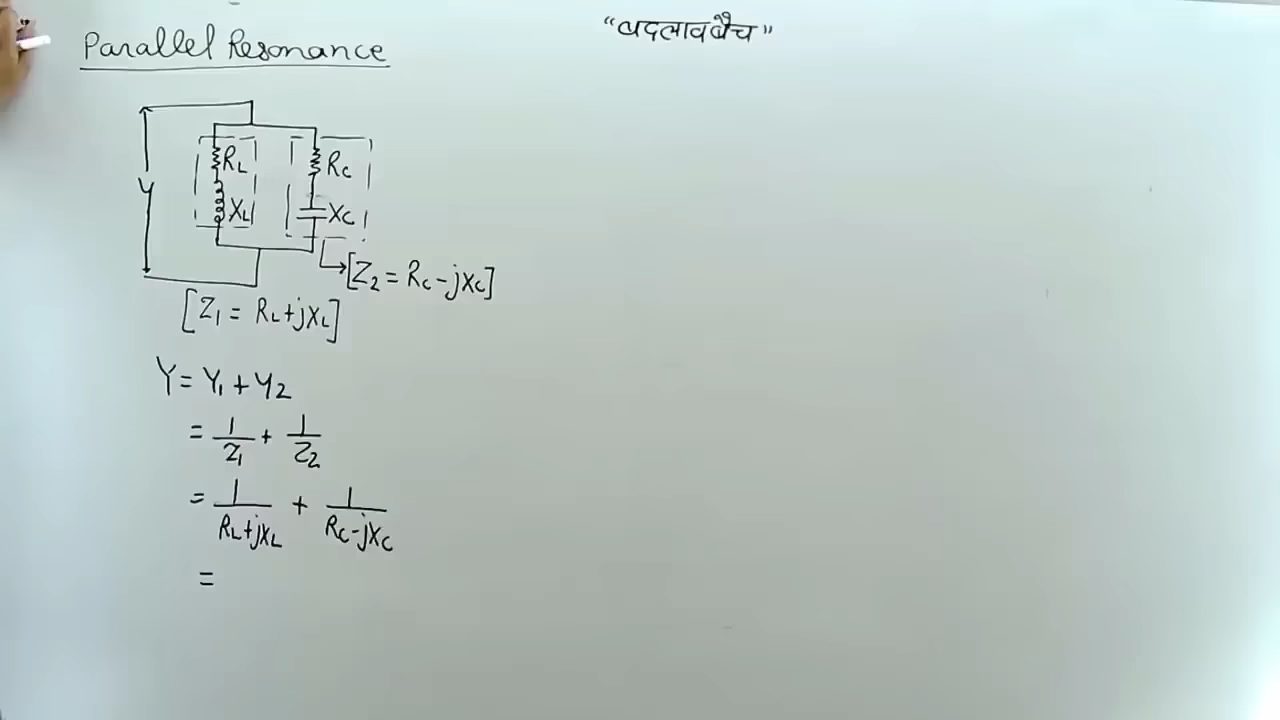 "बदलाव बैच"
Parallel Resonance
Y
RL
XL
RC
XC
[Z2 = RC - jXC]
[Z1 = RL + jXL]
Y = Y1 + Y2
= 1/Z1 + 1/Z2
= 1/(RL + jXL) + 1/(RC - jXC)
=